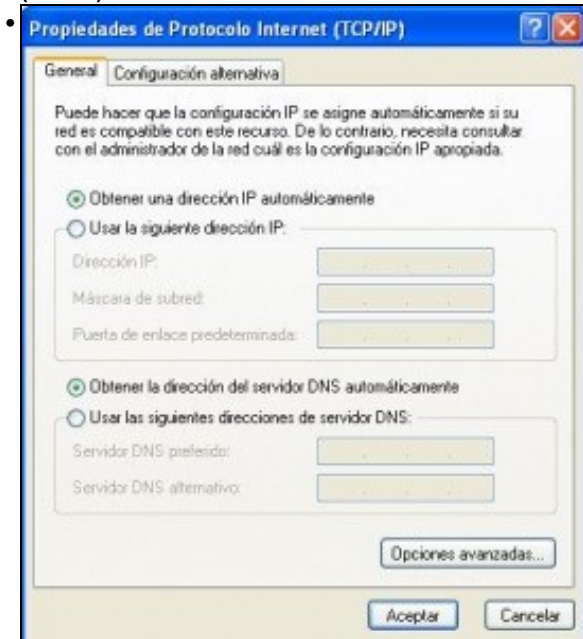 Propiedades de Protocolo Internet (TCP/IP)
General
Configuración alternativa
Puede hacer que la configuración IP se asigne automáticamente si su
red es compatible con este recurso. De lo contrario, necesita consultar
con el administrador de la red cuál es la configuración IP apropiada.
Obtener una dirección IP automáticamente
Usar la siguiente dirección IP:
Dirección IP:
Máscara de subred:
Puerta de enlace predeterminada:
Obtener la dirección del servidor DNS automáticamente
Usar las siguientes direcciones de servidor DNS:
Servidor DNS preferido:
Servidor DNS alternativo:
Opciones avanzadas...
Aceptar
Cancelar